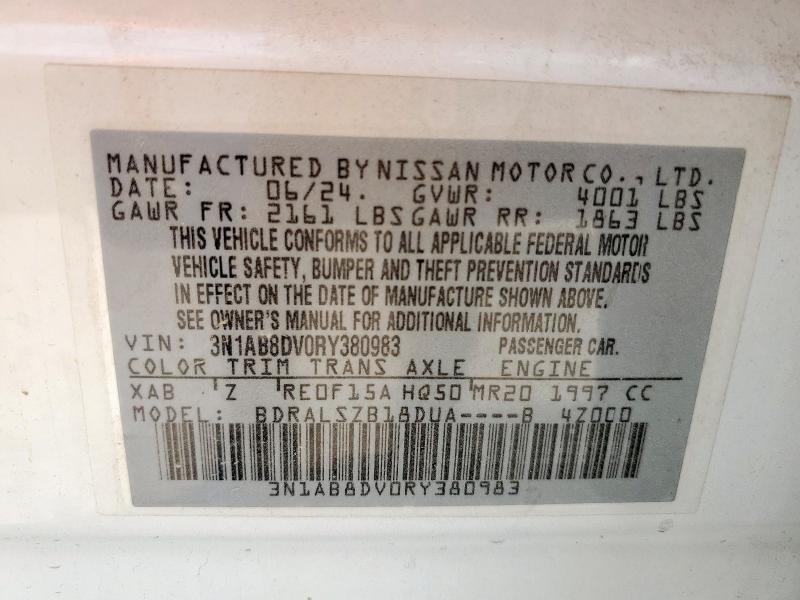 MANUFACTURED BY NISSAN MOTOR CO., LTD.
DATE: 06/24. GVWR: 4001 LBS
GAWR FR: 2161 LBS GAWR RR: 1863 LBS
THIS VEHICLE CONFORMS TO ALL APPLICABLE FEDERAL MOTOR
VEHICLE SAFETY, BUMPER AND THEFT PREVENTION STANDARDS
IN EFFECT ON THE DATE OF MANUFACTURE SHOWN ABOVE.
SEE OWNER'S MANUAL FOR ADDITIONAL INFORMATION.
VIN: 3N1AB8DV0RY380983 PASSENGER CAR.
COLOR TRIM TRANS AXLE ENGINE
XAB Z RE0F15A HQ50 MR20 1997 CC
MODEL: BDRALSZB18DUA----B 4Z0C0
3N1AB8DV0RY380983